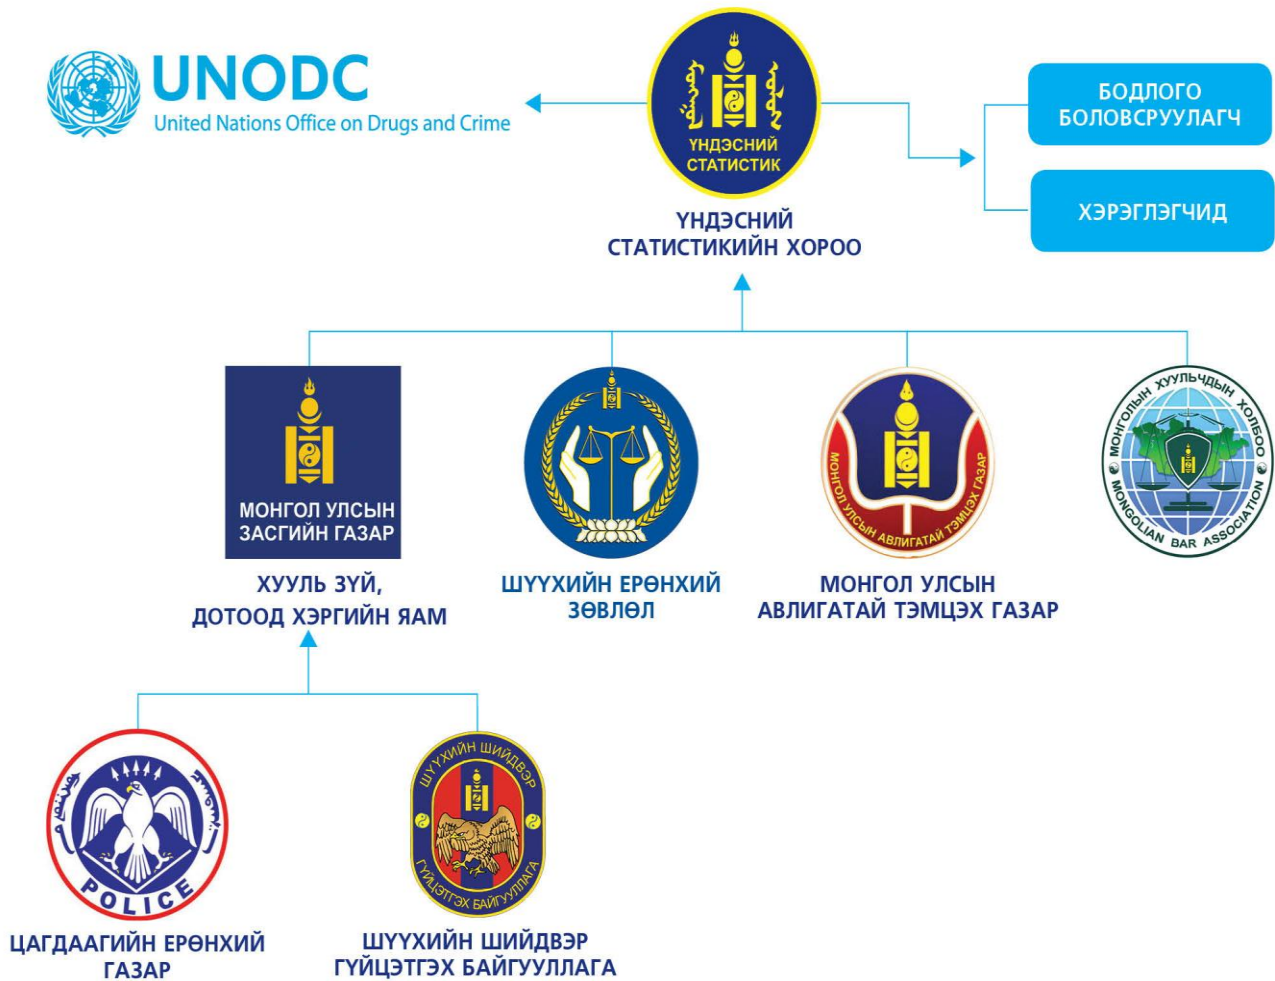 UNODC
United Nations Office on Drugs and Crime
ҮНДЭСНИЙ
СТАТИСТИК
ҮНДЭСНИЙ
СТАТИСТИКИЙН ХОРОО
БОДЛОГО
БОЛОВСРУУЛАГЧ
ХЭРЭГЛЭГЧИД
МОНГОЛ УЛСЫН
ЗАСГИЙН ГАЗАР
ХУУЛЬ ЗҮЙ,
ДОТООД ХЭРГИЙН ЯАМ
ШҮҮХИЙН ЕРӨНХИЙ
ЗӨВЛӨЛ
МОНГОЛ УЛСЫН АВЛИГАТАЙ ТЭМЦЭХ ГАЗАР
МОНГОЛ УЛСЫН
АВЛИГАТАЙ ТЭМЦЭХ ГАЗАР
МОНГОЛЫН ХУУЛЬЧДЫН ХОЛБОО
MONGOLIAN BAR ASSOCIATION
POLICE
ЦАГДААГИЙН ЕРӨНХИЙ
ГАЗАР
ШҮҮХИЙН ШИЙДВЭР
ГҮЙЦЭТГЭХ БАЙГУУЛЛАГА
ШҮҮХИЙН ШИЙДВЭР
ГҮЙЦЭТГЭХ БАЙГУУЛЛАГА